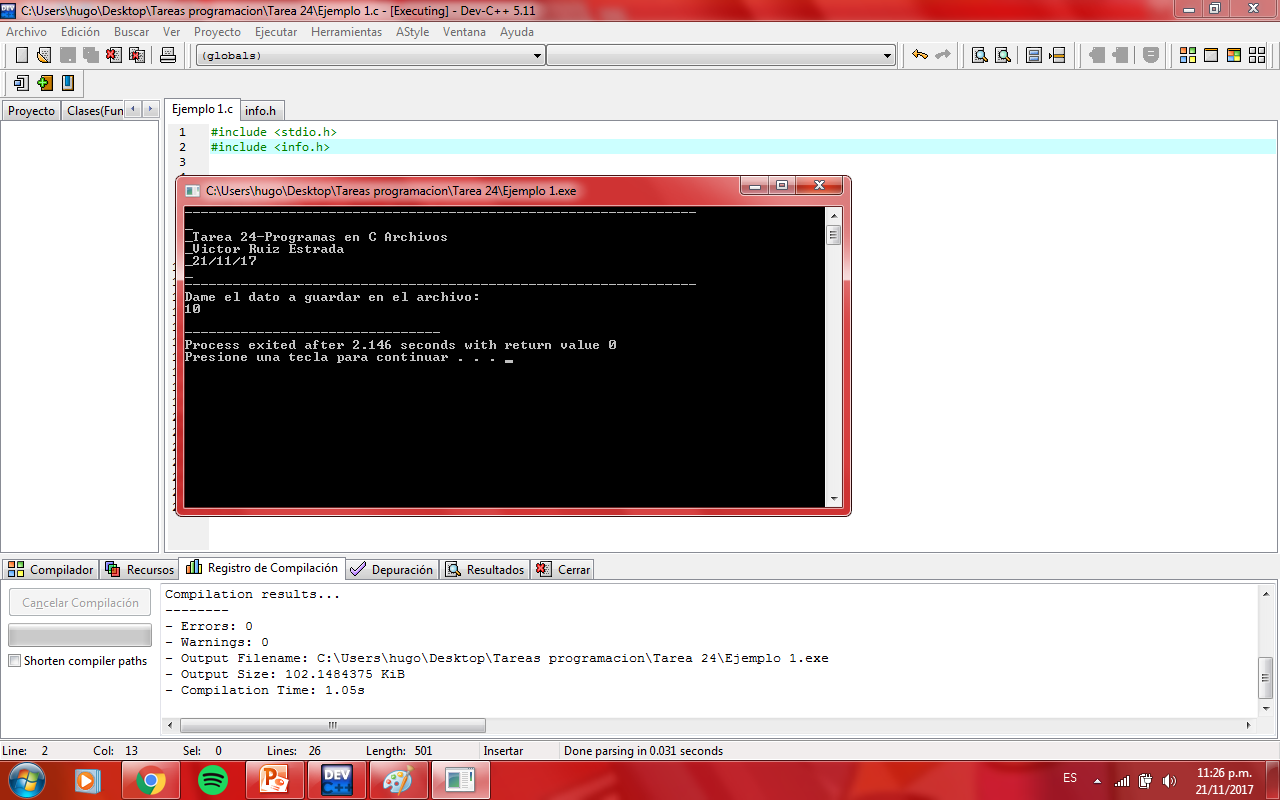 C:\Users\hugo\Desktop\Tareas programacion\Tarea 24\Ejemplo 1.c - [Executing] - Dev-C++ 5.11
Archivo Edición Buscar Ver Proyecto Ejecutar Herramientas AStyle Ventana Ayuda
(globals)
Proyecto Clases(Fun
Ejemplo 1.c info.h
1 #include <stdio.h>
2 #include <info.h>
3
C:\Users\hugo\Desktop\Tareas programacion\Tarea 24\Ejemplo 1.exe
----------------------------------------------------------------
_
_Tarea 24-Programas en C Archivos
_Victor Ruiz Estrada
_21/11/17
_
----------------------------------------------------------------
Dame el dato a guardar en el archivo:
10
--------------------------------
Process exited after 2.146 seconds with return value 0
Presione una tecla para continuar . . . _
Compilador Recursos Registro de Compilación Depuración Resultados Cerrar
Cancelar Compilación
Shorten compiler paths
Compilation results...
--------
- Errors: 0
- Warnings: 0
- Output Filename: C:\Users\hugo\Desktop\Tareas programacion\Tarea 24\Ejemplo 1.exe
- Output Size: 102.1484375 KiB
- Compilation Time: 1.05s
Line: 2 Col: 13 Sel: 0 Lines: 26 Length: 501 Insertar Done parsing in 0.031 seconds
DEV C++
ES
11:26 p.m.
21/11/2017